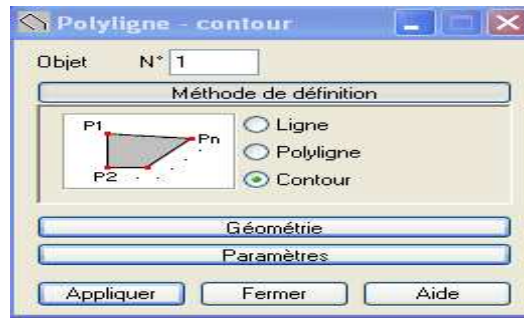 Polyligne - contour
Objet N° 1
Méthode de définition
P1
Pn
P2
Ligne
Polyligne
Contour
Géométrie
Paramètres
Appliquer Fermer Aide